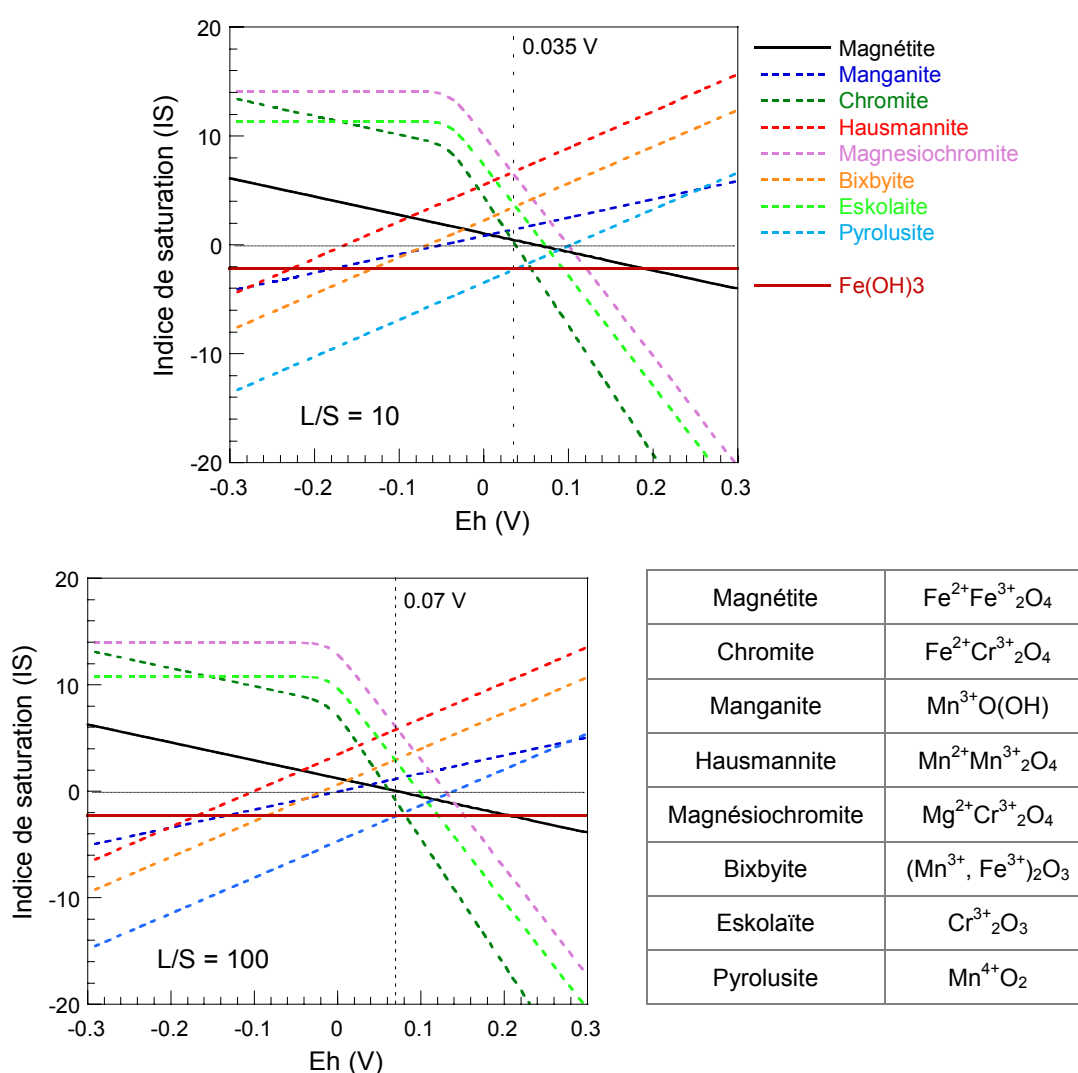 20
0.035 V
10
0
-10
-20
Indice de saturation (IS)
L/S = 10
-0.3 -0.2 -0.1 0 0.1 0.2 0.3
Eh (V)
Magnétite
Manganite
Chromite
Hausmannite
Magnesiochromite
Bixbyite
Eskolaite
Pyrolusite
Fe(OH)3
20
0.07 V
10
0
-10
-20
Indice de saturation (IS)
L/S = 100
-0.3 -0.2 -0.1 0 0.1 0.2 0.3
Eh (V)
Magnétite Fe2+Fe3+2O4
Chromite Fe2+Cr3+2O4
Manganite Mn3+O(OH)
Hausmannite Mn2+Mn3+2O4
Magnésiochromite Mg2+Cr3+2O4
Bixbyite (Mn3+, Fe3+)2O3
Eskolaïte Cr3+2O3
Pyrolusite Mn4+O2